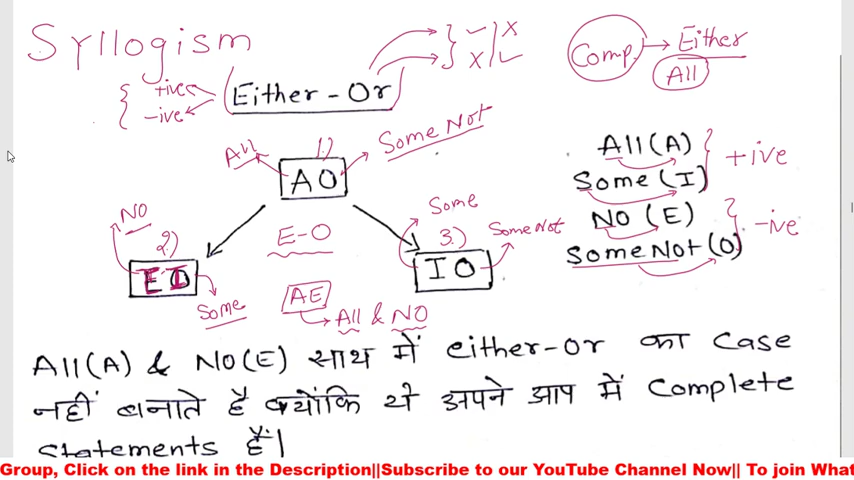 Syllogism
✓ | X
X | ✓
Comp. → Either
All
+ive
-ive
Either - Or
All
1.)
Some Not
AO
All (A)
Some (I)
+ive
NO (E)
Some Not (O)
-ive
NO
2.)
E-O
Some
3.)
Some Not
IO
Some
AE
All & NO
All(A) & NO(E) साथ में either-Or का Case
नहीं बनाते है क्योंकि ये अपने आप में Complete
Statements है।
Group, Click on the link in the Description||Subscribe to our YouTube Channel Now|| To join What